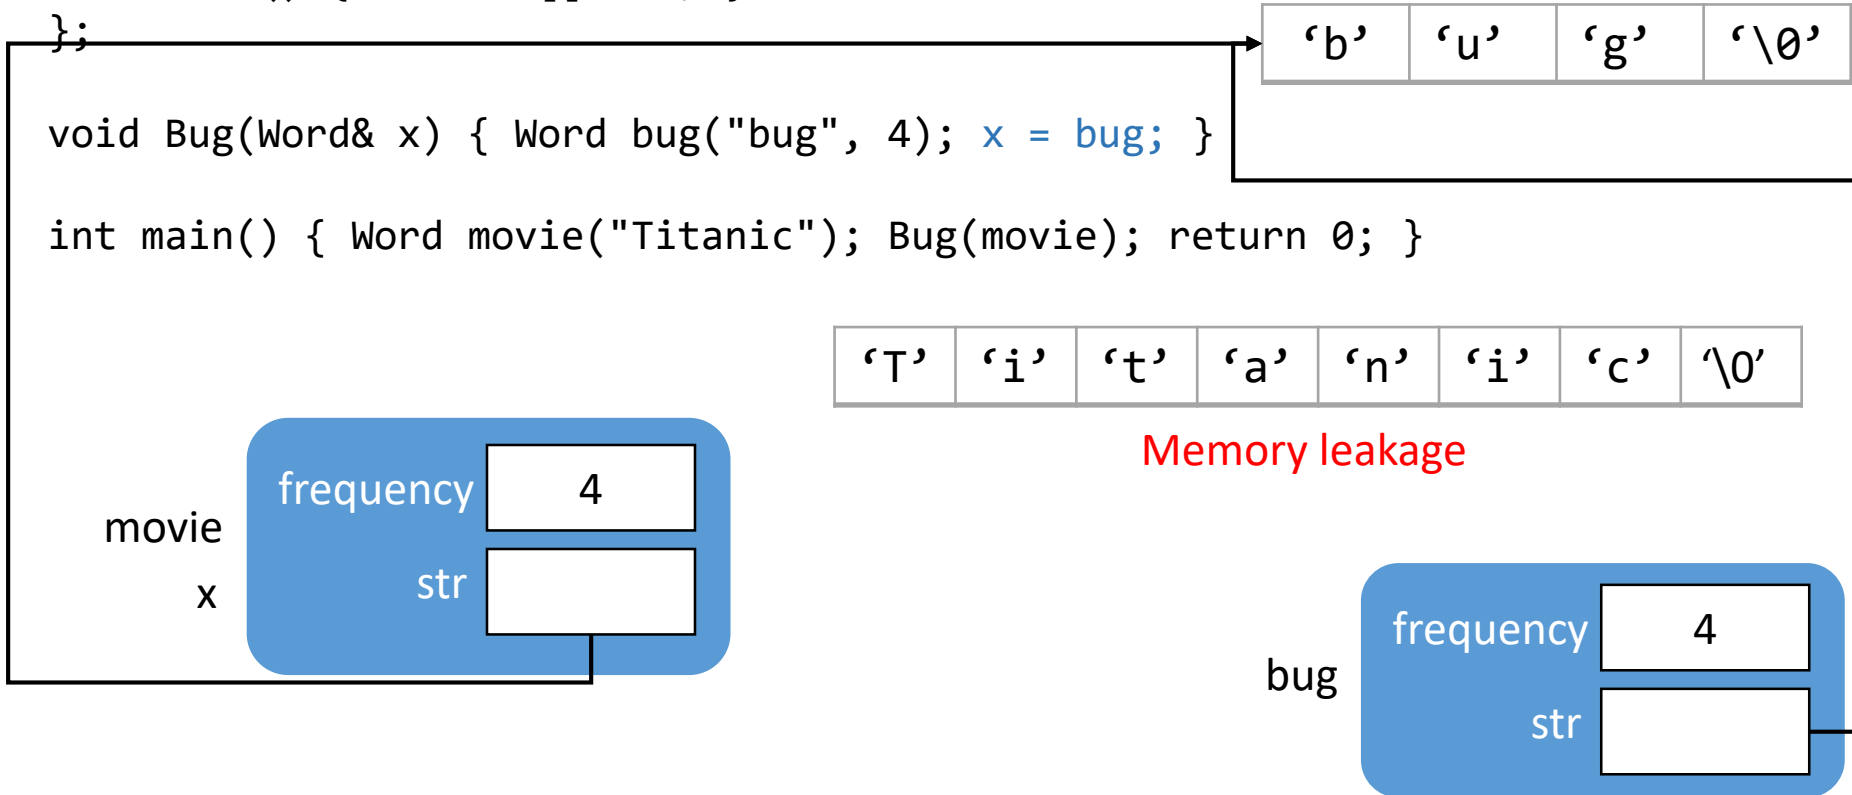 };
‘b’ ‘u’ ‘g’ ‘\0’
void Bug(Word& x) { Word bug("bug", 4); x = bug; }
int main() { Word movie("Titanic"); Bug(movie); return 0; }
‘T’ ‘i’ ‘t’ ‘a’ ‘n’ ‘i’ ‘c’ ‘\0’
Memory leakage
frequency 4
movie
x
str
frequency 4
bug
str